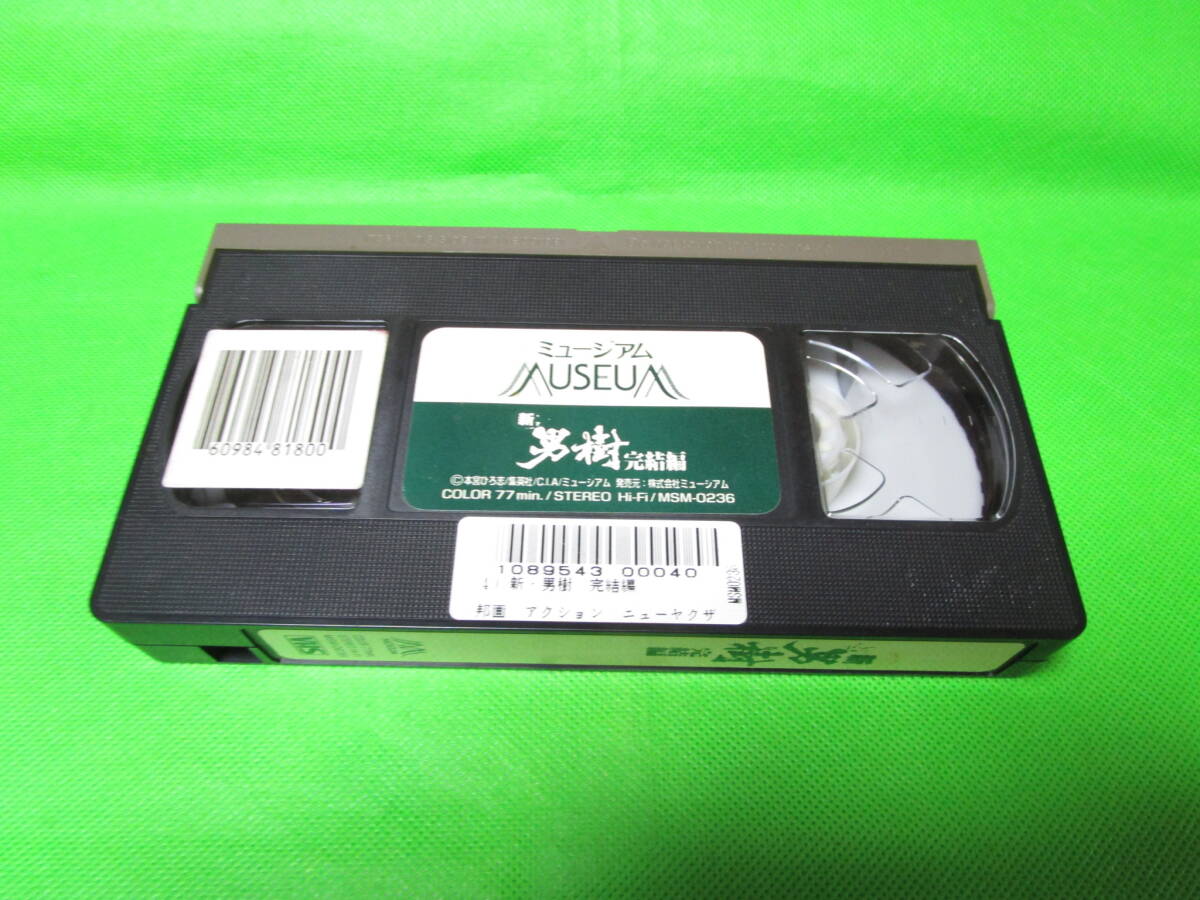 60984 81800
ミュージアム
MUSEUM
新・
男樹 完結編
©本宮ひろ志/集英社/C.I.A/ミュージアム 発売元：株式会社ミュージアム
COLOR 77min./STEREO Hi-Fi/MSM-0236
1089543 00040
新・男樹 完結編
邦画 アクション ニューヤクザ
新・男樹 完結編
VHS